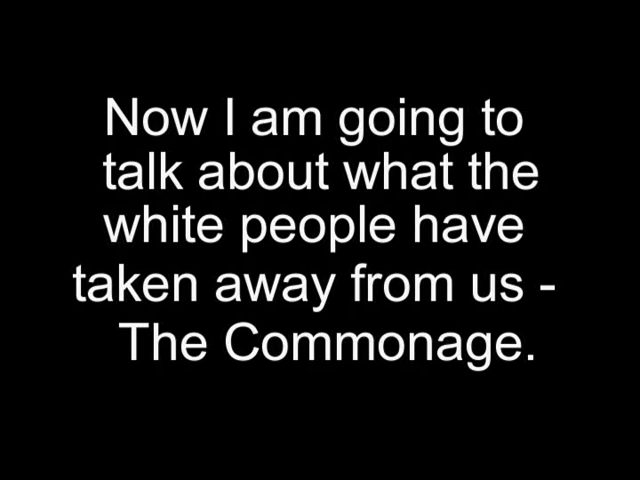 Now I am going to
talk about what the
white people have
taken away from us -
The Commonage.